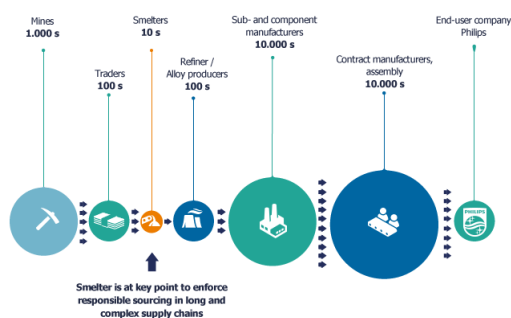 Mines
1.000 s
Smelters
10 s
Sub- and component
manufacturers
10.000 s
End-user company
Philips
Traders
100 s
Refiner /
Alloy producers
100 s
Contract manufacturers,
assembly
10.000 s
PHILIPS
Smelter is at key point to enforce
responsible sourcing in long and
complex supply chains